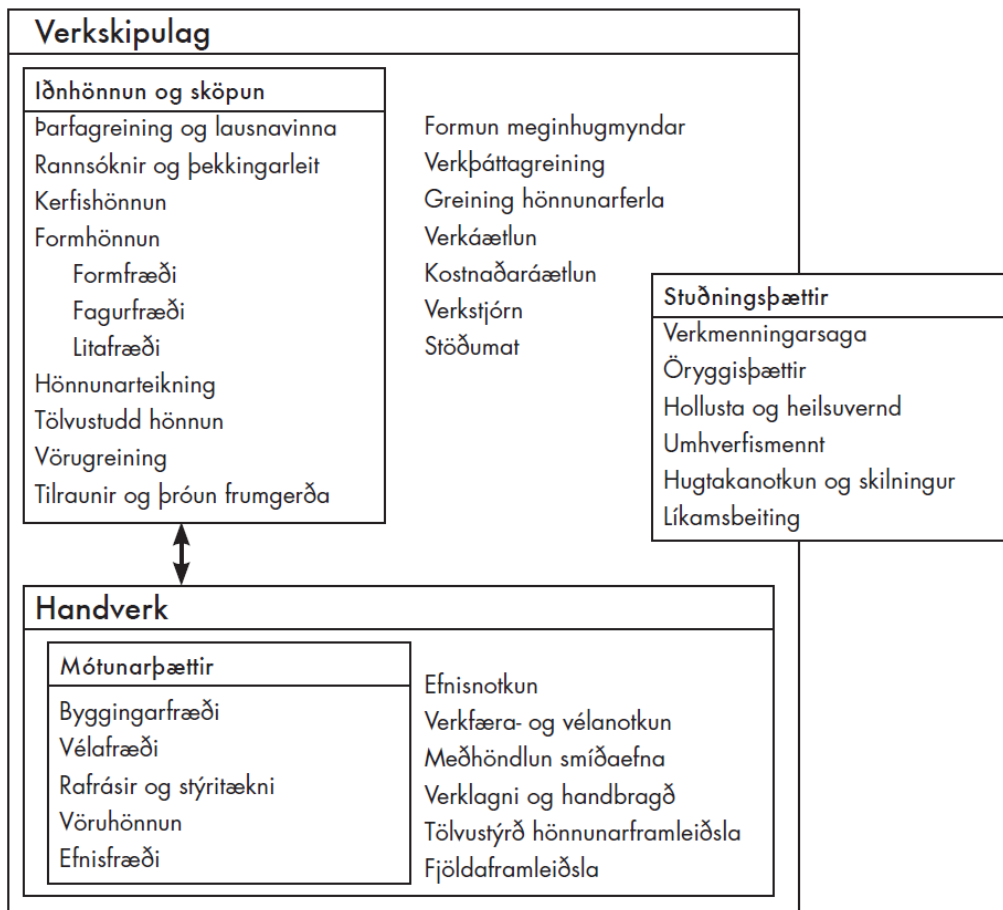 Verkskipulag
Iðnhönnun og sköpun
Þarfagreining og lausnavinna
Rannsóknir og þekkingarleit
Kerfishönnun
Formhönnun
Formfræði
Fagurfræði
Litafræði
Hönnunarteikning
Tölvustudd hönnun
Vörugreining
Tilraunir og þróun frumgerða
Formun meginhugmyndar
Verkþáttagreining
Greining hönnunarferla
Verkáætlun
Kostnaðaráætlun
Verkstjórn
Stöðumat
Stuðningsþættir
Verkmenningarsaga
Öryggisþættir
Hollusta og heilsuvernd
Umhverfismennt
Hugtakanotkun og skilningur
Líkamsbeiting
Handverk
Mótunarþættir
Byggingarfræði
Vélafræði
Rafrásir og stýritækni
Vöruhönnun
Efnisfræði
Efnisnotkun
Verkfæra- og vélanotkun
Meðhöndlun smíðaefna
Verklagni og handbragð
Tölvustýrð hönnunarframleiðsla
Fjöldaframleiðsla